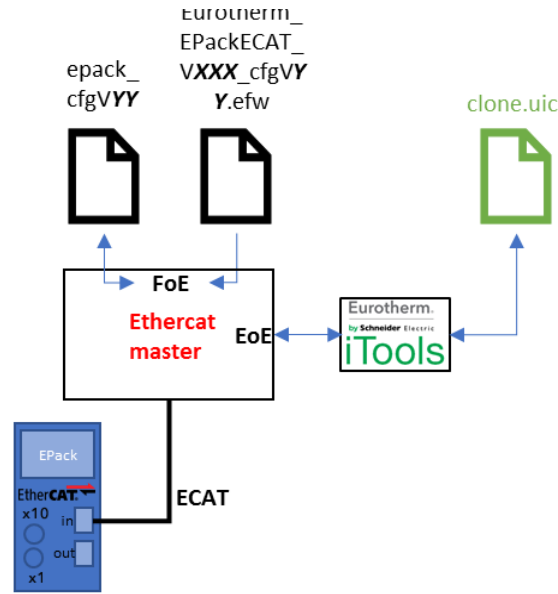 Eurotherm_
EPackECAT_
VXXX_cfgVY
Y.efw
epack_
cfgVYY
clone.uic
FoE
Ethercat
master
EoE
Eurotherm.
by Schneider Electric
iTools
EPack
EtherCAT.
x10
in
out
x1
ECAT